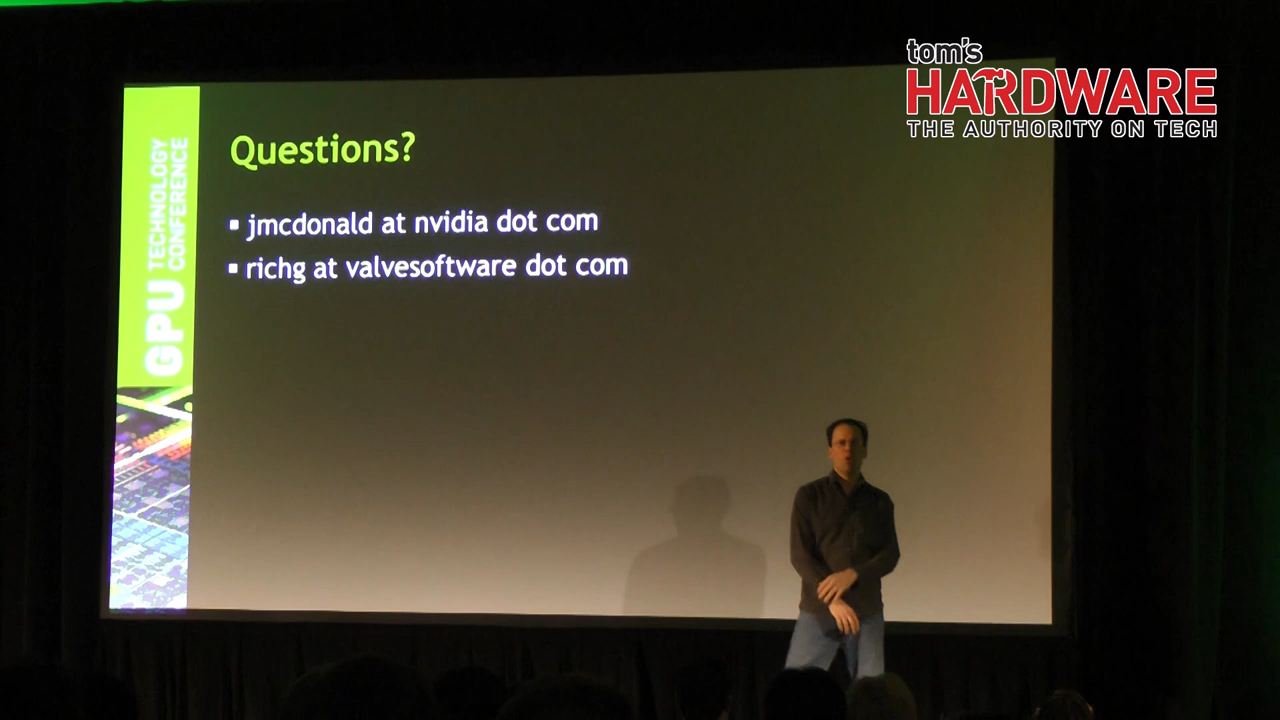 tom's
HARDWARE
THE AUTHORITY ON TECH
GPU TECHNOLOGY
CONFERENCE
Questions?
▪ jmcdonald at nvidia dot com
▪ richg at valvesoftware dot com